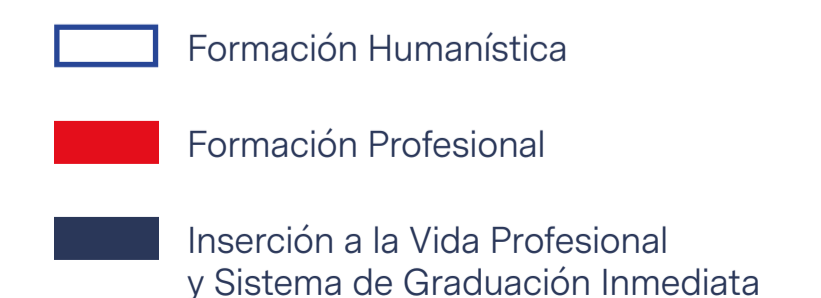 Formación Humanística
Formación Profesional
Inserción a la Vida Profesional
y Sistema de Graduación Inmediata